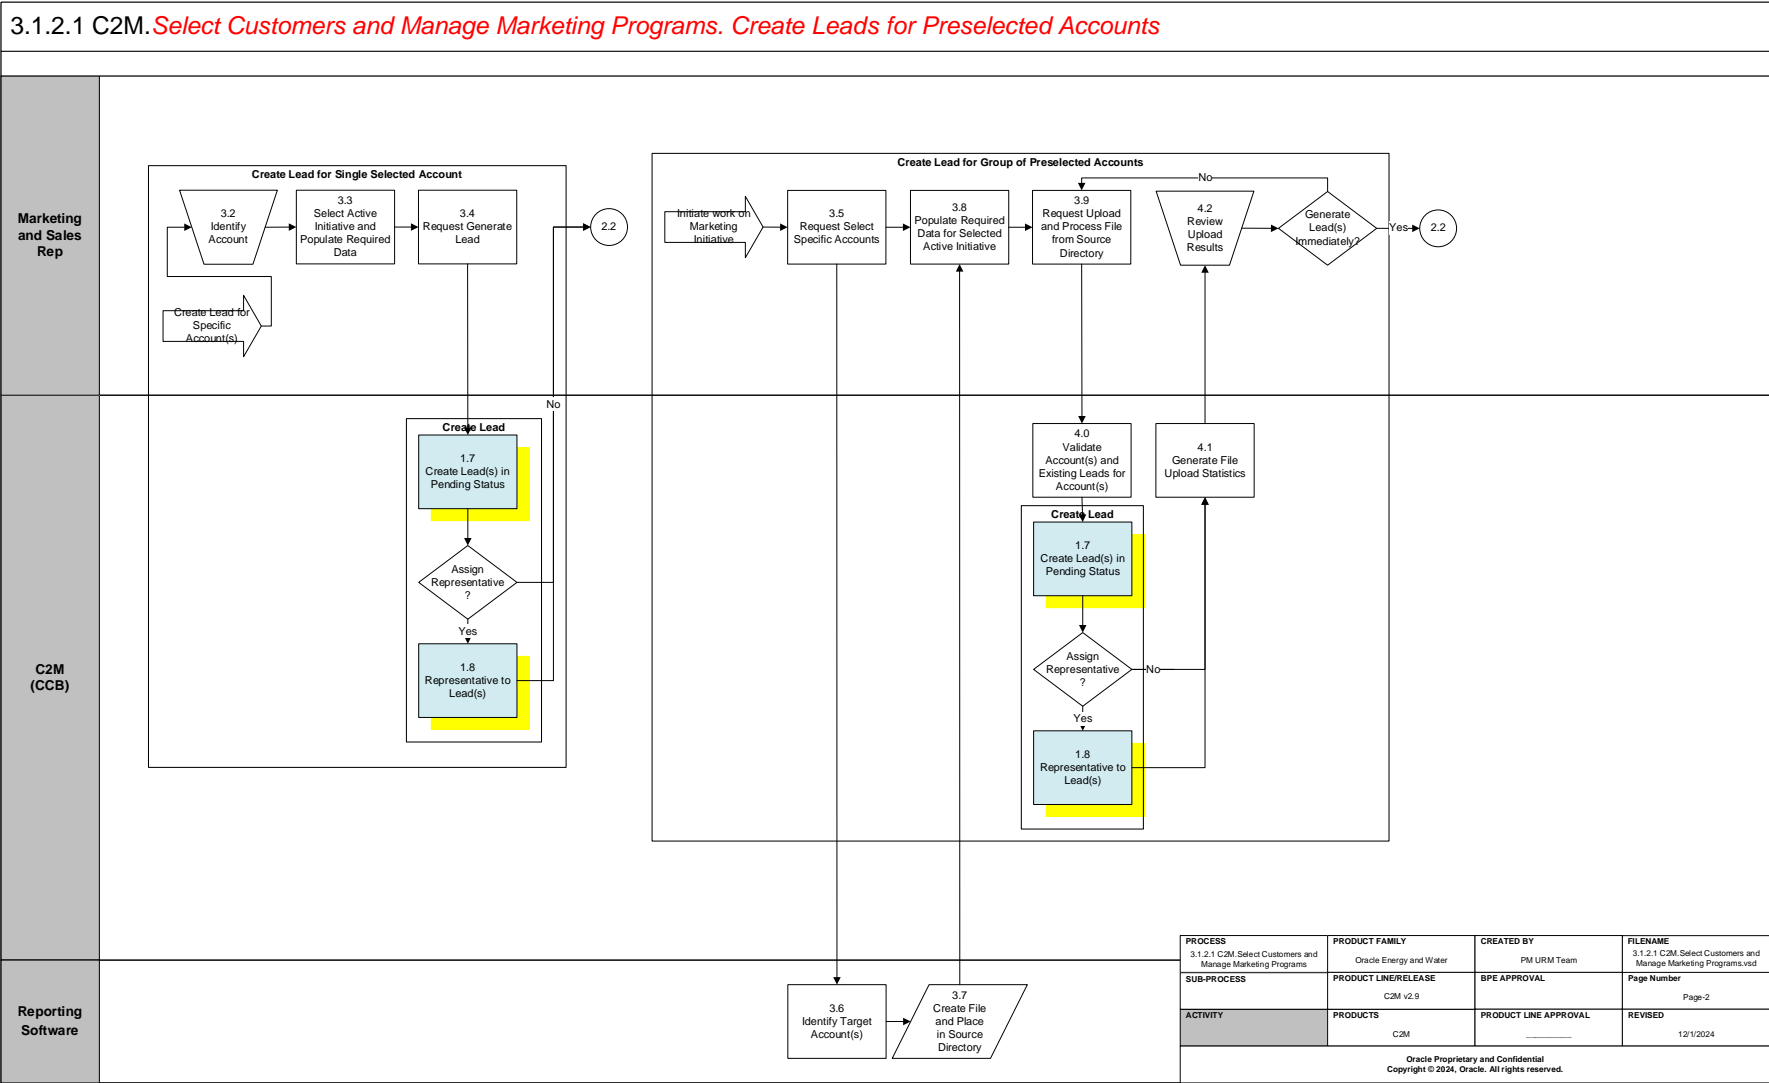 3.1.2.1 C2M.Select Customers and Manage Marketing Programs. Create Leads for Preselected Accounts
Marketing
and Sales
Rep
Create Lead for Single Selected Account
3.2
Identify
Account
3.3
Select Active
Initiative and
Populate Required
Data
3.4
Request Generate
Lead
2.2
Create Lead for
Specific
Account(s)
Create Lead for Group of Preselected Accounts
Initiate work on
Marketing
Initiative
3.5
Request Select
Specific Accounts
3.8
Populate Required
Data for Selected
Active Initiative
3.9
Request Upload
and Process File
from Source
Directory
No
4.2
Review
Upload
Results
Generate
Lead(s)
Immediately?
Yes
2.2
C2M
(CCB)
No
Create Lead
1.7
Create Lead(s) in
Pending Status
Assign
Representative
?
Yes
1.8
Representative to
Lead(s)
4.0
Validate
Account(s) and
Existing Leads for
Account(s)
4.1
Generate File
Upload Statistics
Create Lead
1.7
Create Lead(s) in
Pending Status
Assign
Representative
?
No
Yes
1.8
Representative to
Lead(s)
Reporting
Software
3.6
Identify Target
Account(s)
3.7
Create File
and Place
in Source
Directory
PROCESS
3.1.2.1 C2M.Select Customers and
Manage Marketing Programs
PRODUCT FAMILY
Oracle Energy and Water
CREATED BY
PM URM Team
FILENAME
3.1.2.1 C2M.Select Customers and
Manage Marketing Programs.vsd
SUB-PROCESS
PRODUCT LINE/RELEASE
C2M v2.9
BPE APPROVAL
Page Number
Page-2
ACTIVITY
PRODUCTS
C2M
PRODUCT LINE APPROVAL
REVISED
12/1/2024
Oracle Proprietary and Confidential
Copyright © 2024, Oracle. All rights reserved.